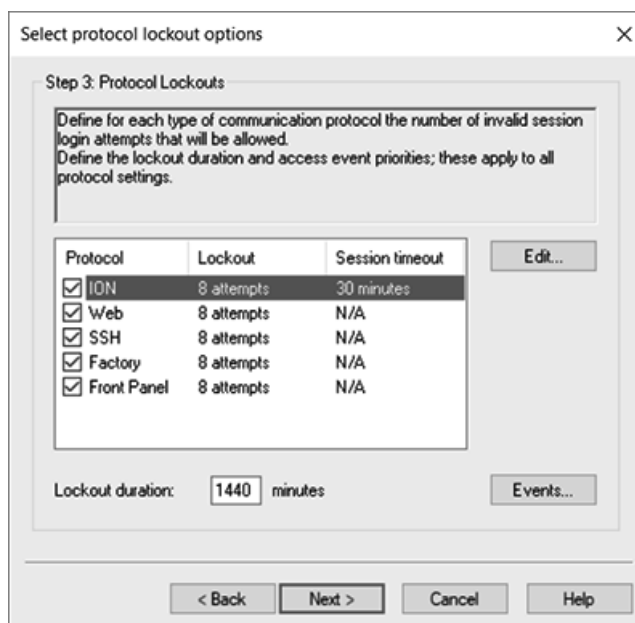 Select protocol lockout options
Step 3: Protocol Lockouts
Define for each type of communication protocol the number of invalid session
login attempts that will be allowed.
Define the lockout duration and access event priorities; these apply to all
protocol settings.
Protocol Lockout Session timeout
ION 8 attempts 30 minutes
Web 8 attempts N/A
SSH 8 attempts N/A
Factory 8 attempts N/A
Front Panel 8 attempts N/A
Edit...
Lockout duration: 1440 minutes
Events...
< Back Next > Cancel Help